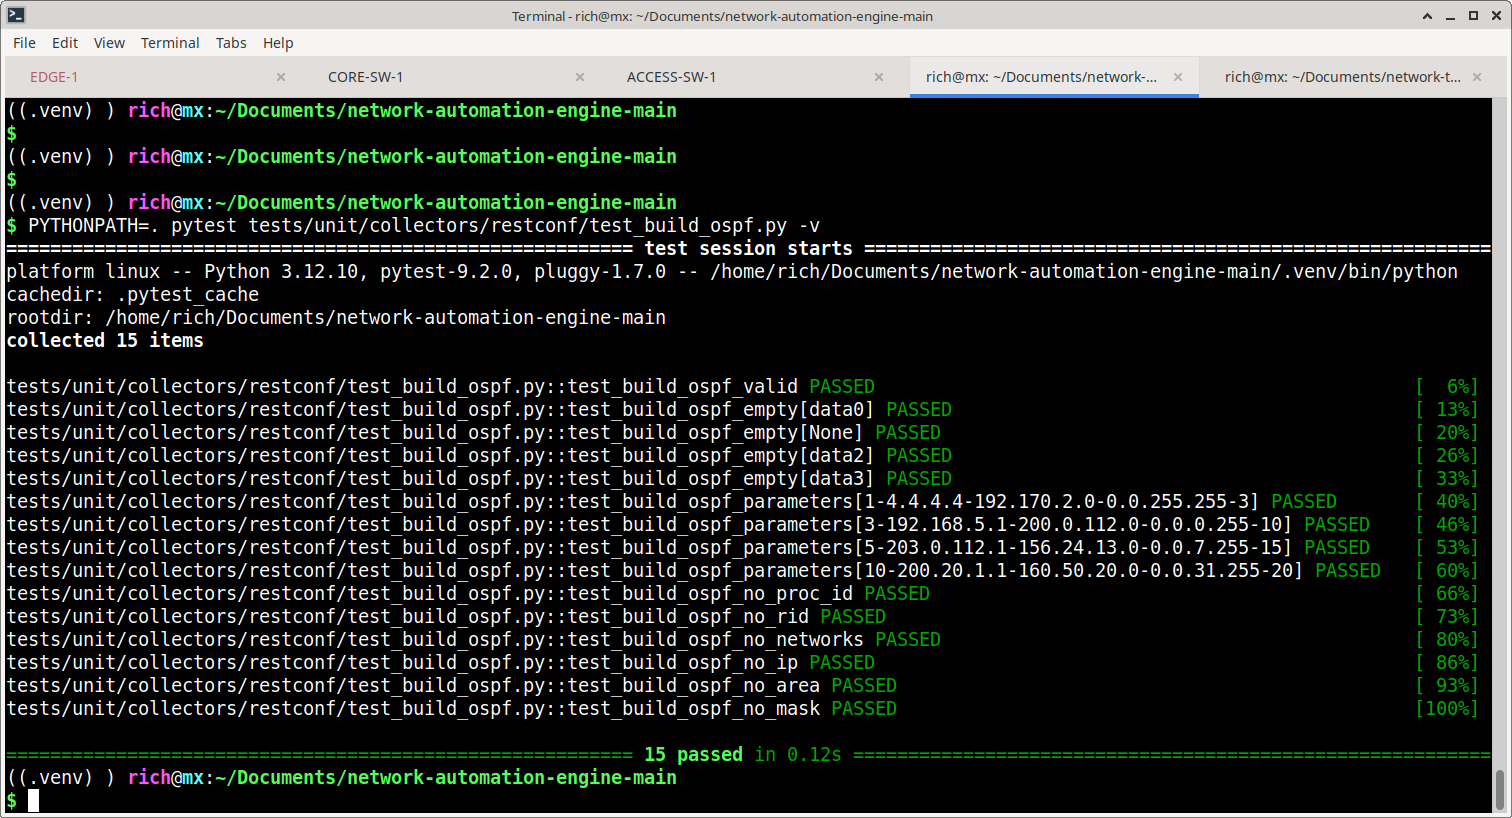 Terminal - rich@mx: ~/Documents/network-automation-engine-main
File Edit View Terminal Tabs Help
EDGE-1 CORE-SW-1 ACCESS-SW-1 rich@mx: ~/Documents/network-... rich@mx: ~/Documents/network-t...
((.venv) ) rich@mx:~/Documents/network-automation-engine-main
$
((.venv) ) rich@mx:~/Documents/network-automation-engine-main
$
((.venv) ) rich@mx:~/Documents/network-automation-engine-main
$ PYTHONPATH=. pytest tests/unit/collectors/restconf/test_build_ospf.py -v
========================================================= test session starts =========================================================
platform linux -- Python 3.12.10, pytest-9.2.0, pluggy-1.7.0 -- /home/rich/Documents/network-automation-engine-main/.venv/bin/python
cachedir: .pytest_cache
rootdir: /home/rich/Documents/network-automation-engine-main
collected 15 items
tests/unit/collectors/restconf/test_build_ospf.py::test_build_ospf_valid PASSED [  6%]
tests/unit/collectors/restconf/test_build_ospf.py::test_build_ospf_empty[data0] PASSED [ 13%]
tests/unit/collectors/restconf/test_build_ospf.py::test_build_ospf_empty[None] PASSED [ 20%]
tests/unit/collectors/restconf/test_build_ospf.py::test_build_ospf_empty[data2] PASSED [ 26%]
tests/unit/collectors/restconf/test_build_ospf.py::test_build_ospf_empty[data3] PASSED [ 33%]
tests/unit/collectors/restconf/test_build_ospf.py::test_build_ospf_parameters[1-4.4.4.4-192.170.2.0-0.0.255.255-3] PASSED [ 40%]
tests/unit/collectors/restconf/test_build_ospf.py::test_build_ospf_parameters[3-192.168.5.1-200.0.112.0-0.0.0.255-10] PASSED [ 46%]
tests/unit/collectors/restconf/test_build_ospf.py::test_build_ospf_parameters[5-203.0.112.1-156.24.13.0-0.0.7.255-15] PASSED [ 53%]
tests/unit/collectors/restconf/test_build_ospf.py::test_build_ospf_parameters[10-200.20.1.1-160.50.20.0-0.0.31.255-20] PASSED [ 60%]
tests/unit/collectors/restconf/test_build_ospf.py::test_build_ospf_no_proc_id PASSED [ 66%]
tests/unit/collectors/restconf/test_build_ospf.py::test_build_ospf_no_rid PASSED [ 73%]
tests/unit/collectors/restconf/test_build_ospf.py::test_build_ospf_no_networks PASSED [ 80%]
tests/unit/collectors/restconf/test_build_ospf.py::test_build_ospf_no_ip PASSED [ 86%]
tests/unit/collectors/restconf/test_build_ospf.py::test_build_ospf_no_area PASSED [ 93%]
tests/unit/collectors/restconf/test_build_ospf.py::test_build_ospf_no_mask PASSED [100%]
========================================================= 15 passed in 0.12s ==========================================================
((.venv) ) rich@mx:~/Documents/network-automation-engine-main
$